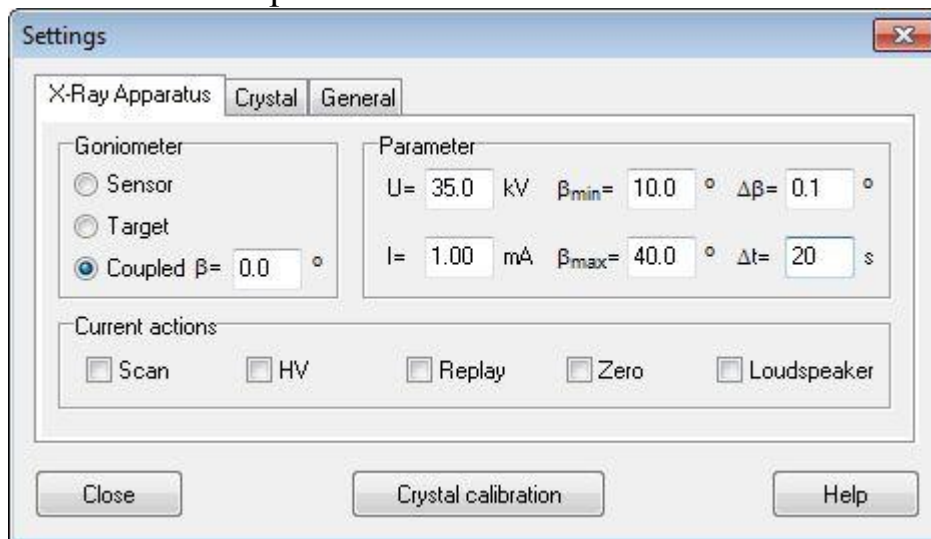 Settings
X-Ray Apparatus Crystal General
Goniometer
Sensor
Target
Coupled β= 0.0 °
Parameter
U= 35.0 kV βmin= 10.0 ° Δβ= 0.1 °
I= 1.00 mA βmax= 40.0 ° Δt= 20 s
Current actions
Scan HV Replay Zero Loudspeaker
Close Crystal calibration Help